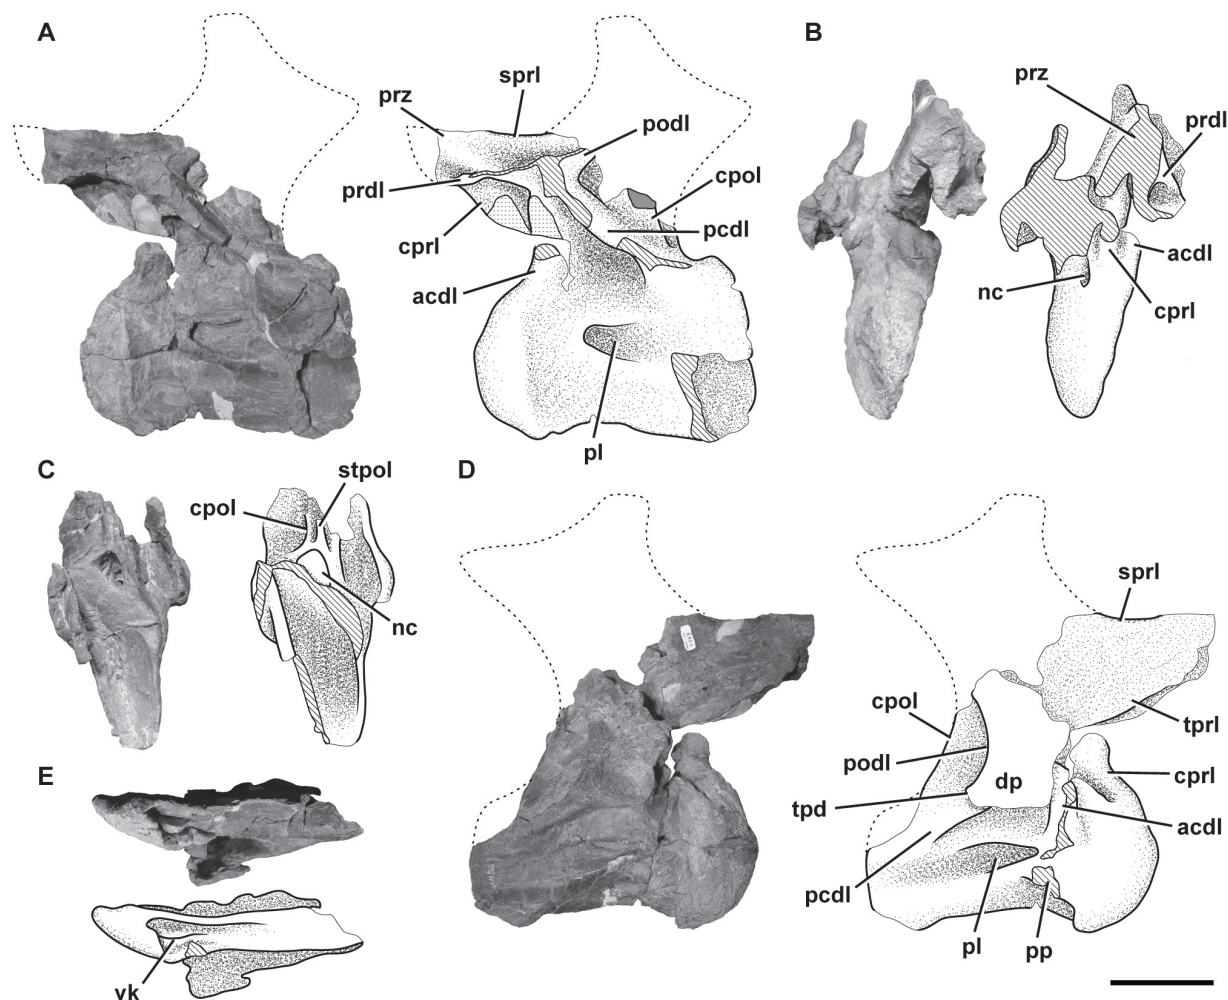 A
prz
sprl
podl
cpol
prdl
pcdl
cprl
acdl
pl
B
prz
prdl
acdl
nc
cprl
C
stpol
cpol
nc
D
sprl
cpol
tprl
podl
cprl
dp
tpd
acdl
pcdl
pl
pp
E
vk